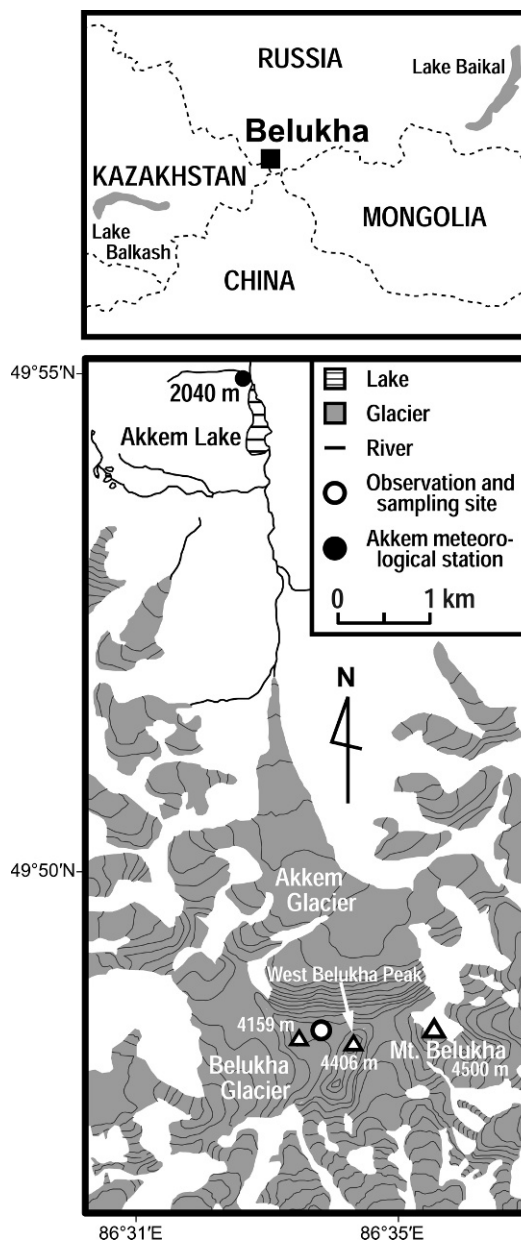 RUSSIA
Lake Baikal
Belukha
KAZAKHSTAN
MONGOLIA
Lake
Balkash
CHINA
49°55'N
2040 m
Akkem Lake
Lake
Glacier
River
Observation and
sampling site
Akkem meteoro-
logical station
0 1 km
N
49°50'N
Akkem
Glacier
West Belukha Peak
4159 m
4406 m
Mt. Belukha
4500 m
Belukha
Glacier
86°31'E
86°35'E